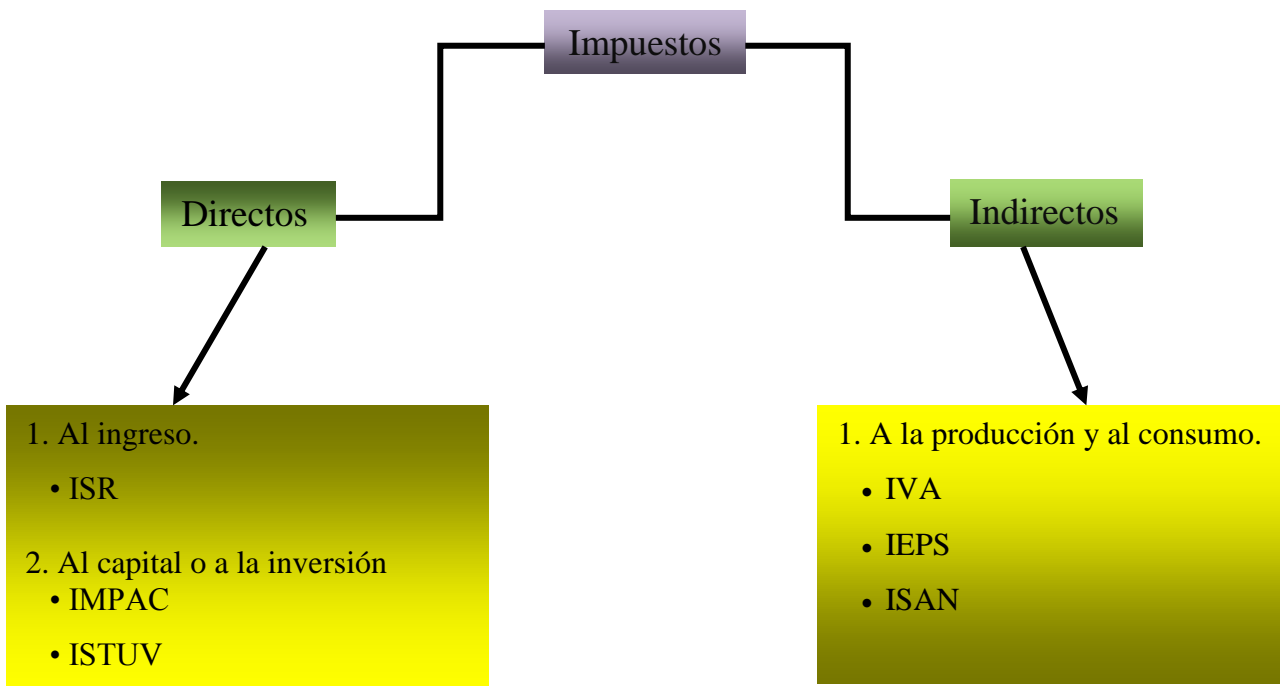 Impuestos
Directos
Indirectos
1. Al ingreso.
• ISR
2. Al capital o a la inversión
• IMPAC
• ISTUV
1. A la producción y al consumo.
• IVA
• IEPS
• ISAN